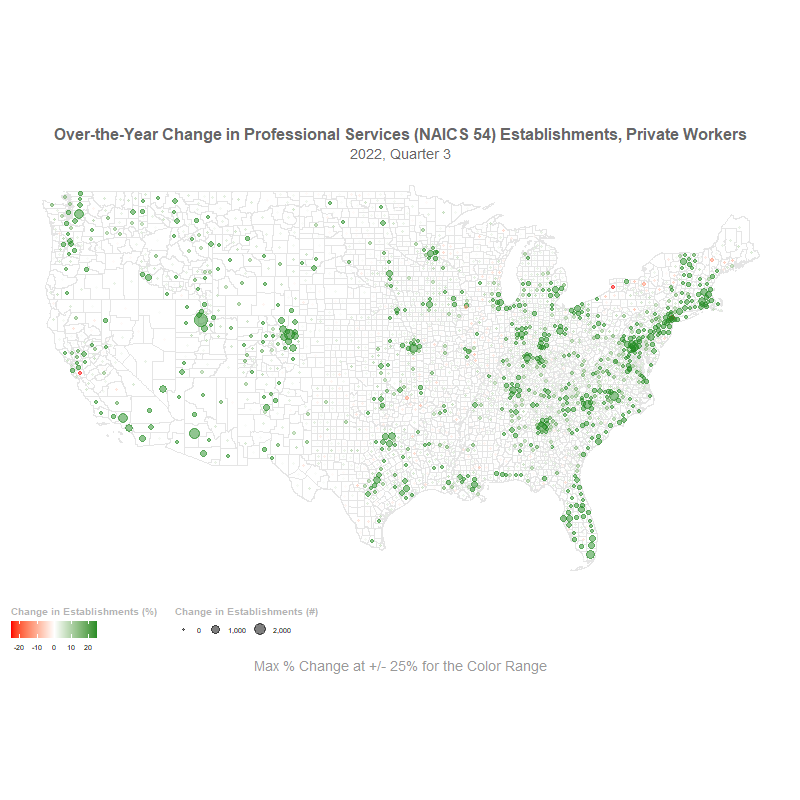 Over-the-Year Change in Professional Services (NAICS 54) Establishments, Private Workers
2022, Quarter 3
Change in Establishments (%)
-20 -10 0 10 20
Change in Establishments (#)
0 1,000 2,000
Max % Change at +/- 25% for the Color Range